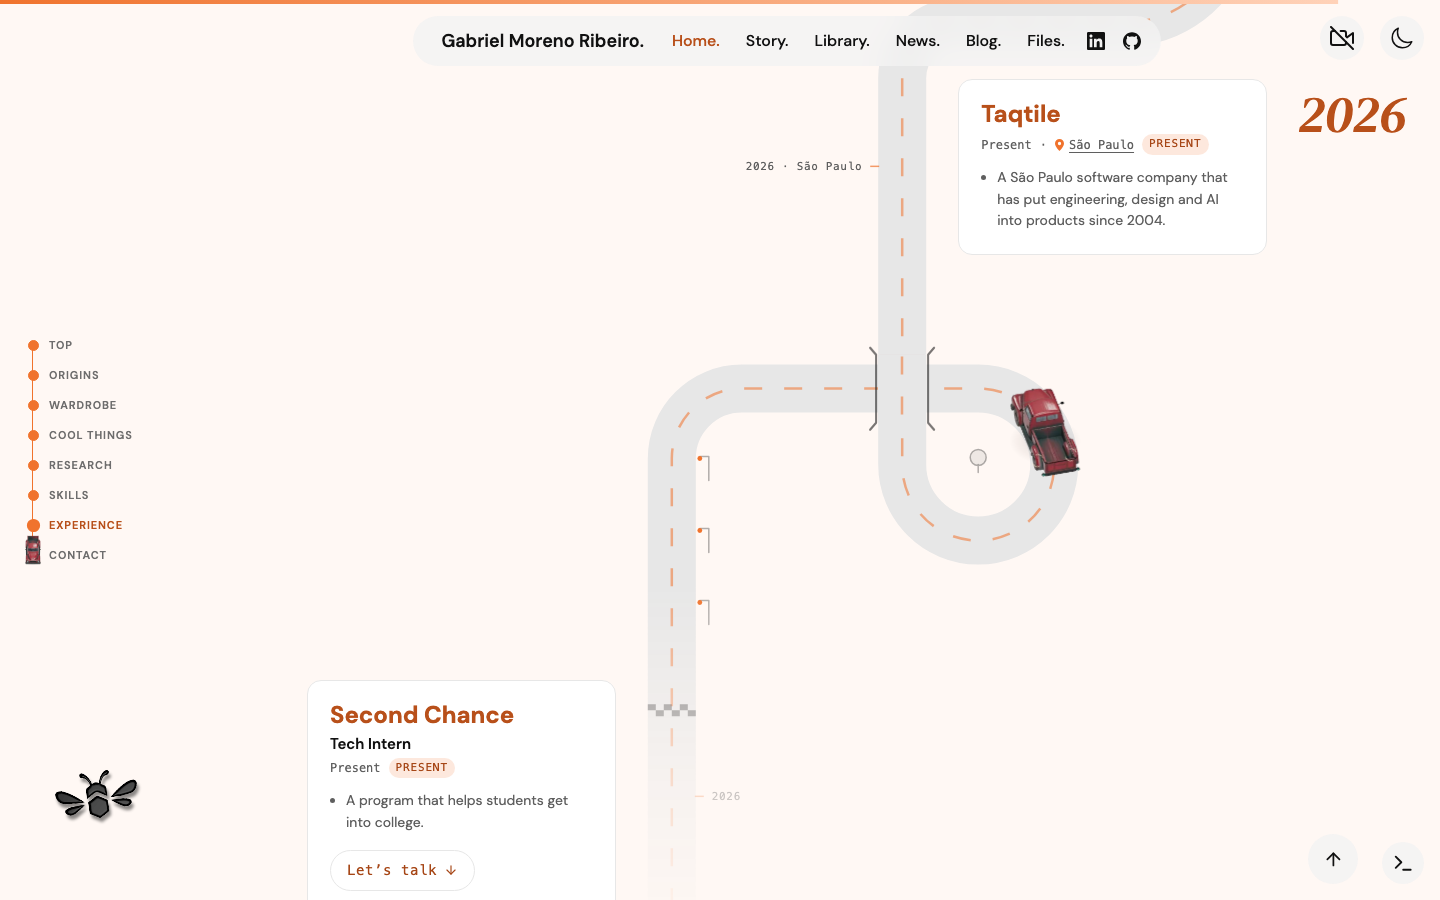 Gabriel Moreno Ribeiro.
Home.
Story.
Library.
News.
Blog.
Files.
2026
Taqtile
Present · São Paulo PRESENT
A São Paulo software company that
has put engineering, design and AI
into products since 2004.
2026 · São Paulo
TOP
ORIGINS
WARDROBE
COOL THINGS
RESEARCH
SKILLS
EXPERIENCE
CONTACT
Second Chance
Tech Intern
Present PRESENT
A program that helps students get
into college.
Let’s talk ↓
2026